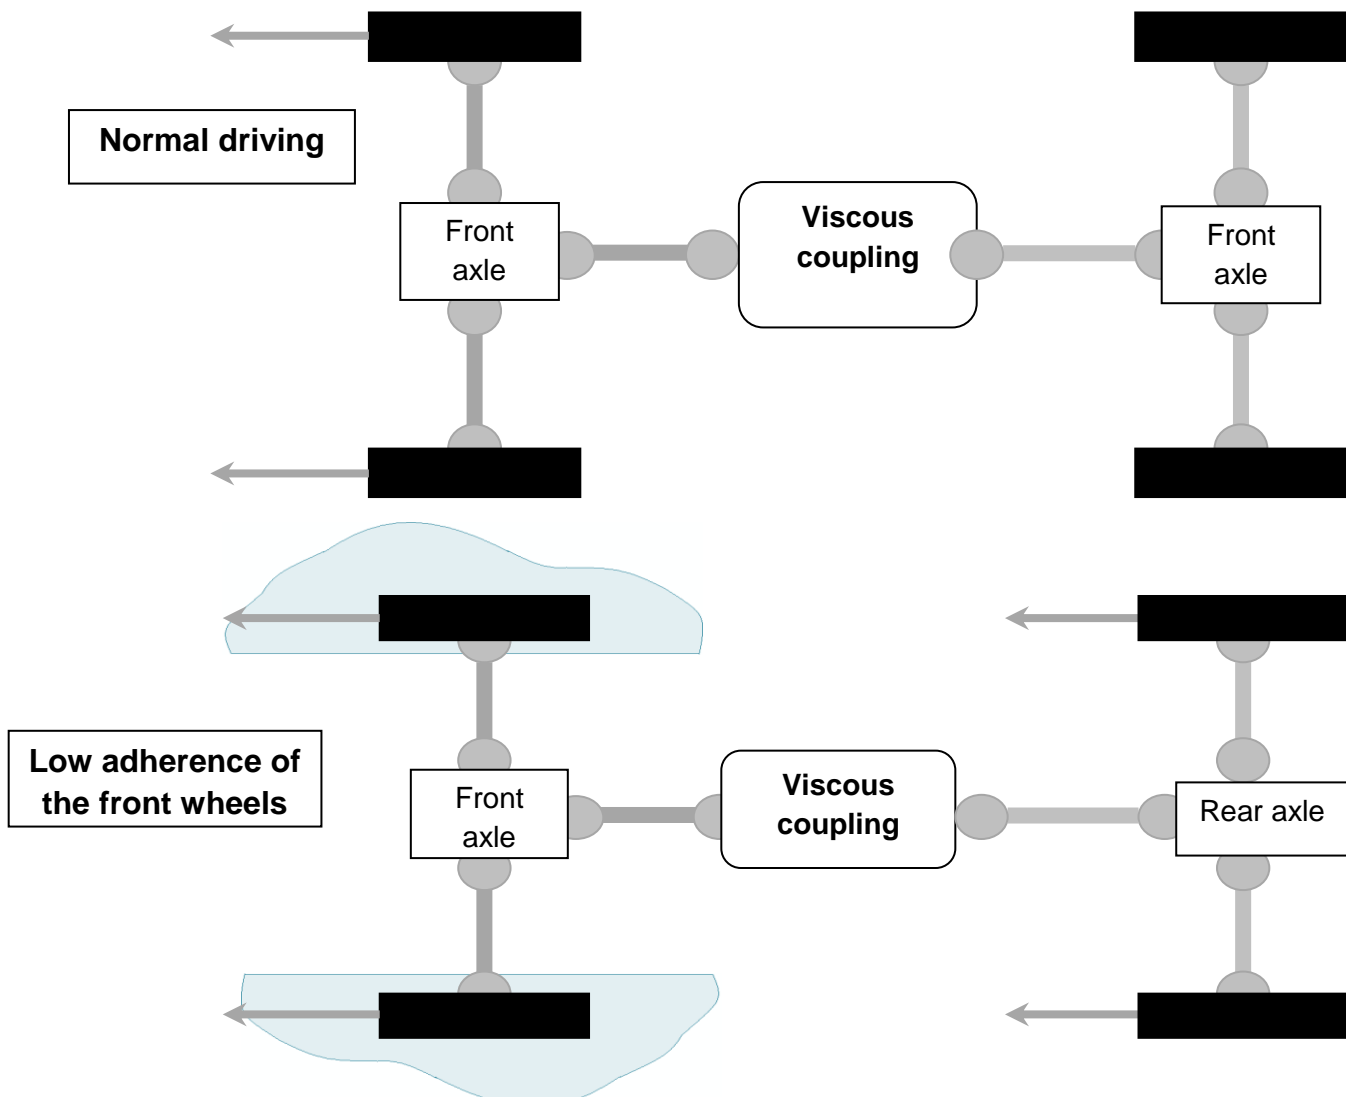 Normal driving
Front
axle
Viscous
coupling
Front
axle
Low adherence of
the front wheels
Front
axle
Viscous
coupling
Rear axle